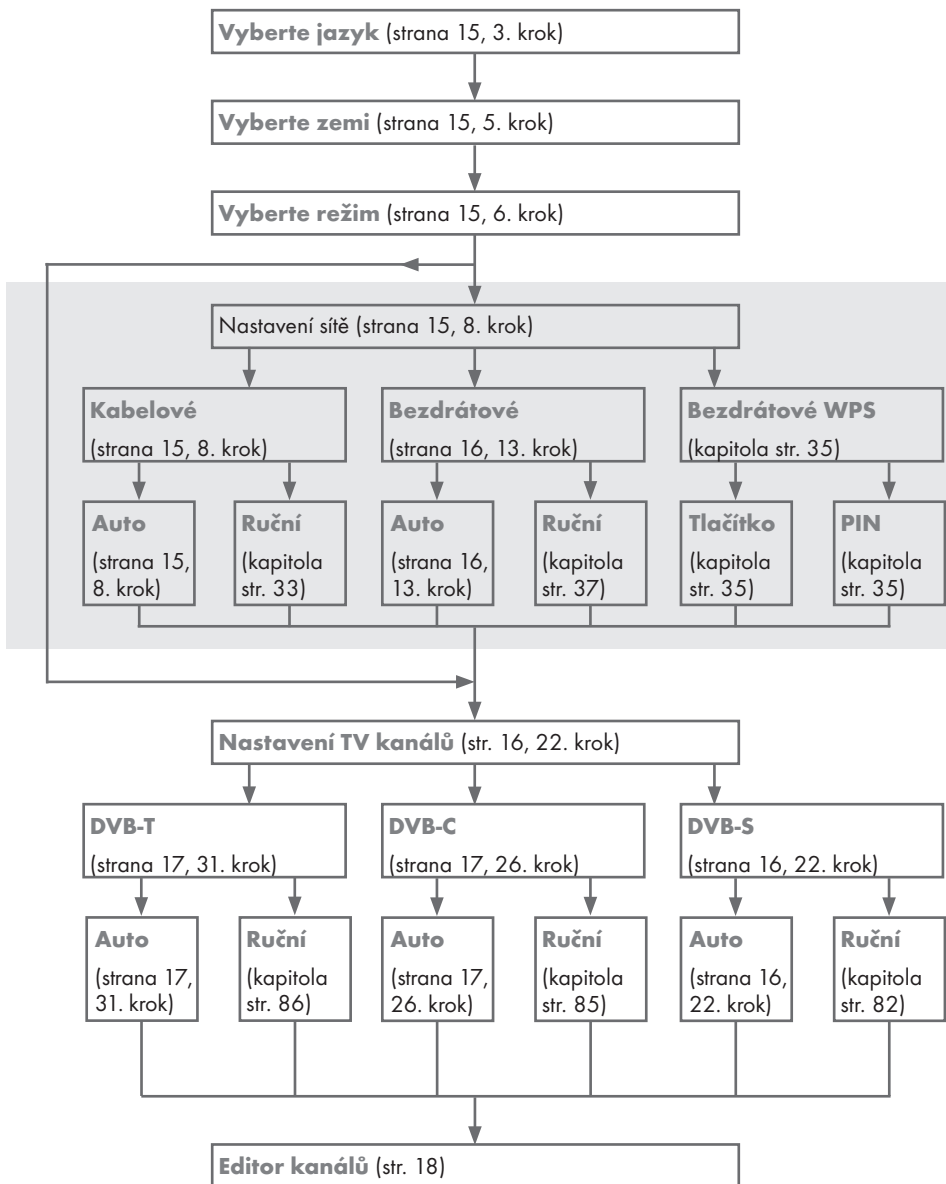 Vyberte jazyk (strana 15, 3. krok)
Vyberte zemi (strana 15, 5. krok)
Vyberte režim (strana 15, 6. krok)
Nastavení sítě (strana 15, 8. krok)
Kabelové
(strana 15, 8. krok)
Bezdrátové
(strana 16, 13. krok)
Bezdrátové WPS
(kapitola str. 35)
Auto
(strana 15,
8. krok)
Ruční
(kapitola
str. 33)
Auto
(strana 16,
13. krok)
Ruční
(kapitola
str. 37)
Tlačítko
(kapitola
str. 35)
PIN
(kapitola
str. 35)
Nastavení TV kanálů (str. 16, 22. krok)
DVB-T
(strana 17, 31. krok)
DVB-C
(strana 17, 26. krok)
DVB-S
(strana 16, 22. krok)
Auto
(strana 17,
31. krok)
Ruční
(kapitola
str. 86)
Auto
(strana 17,
26. krok)
Ruční
(kapitola
str. 85)
Auto
(strana 16,
22. krok)
Ruční
(kapitola
str. 82)
Editor kanálů (str. 18)